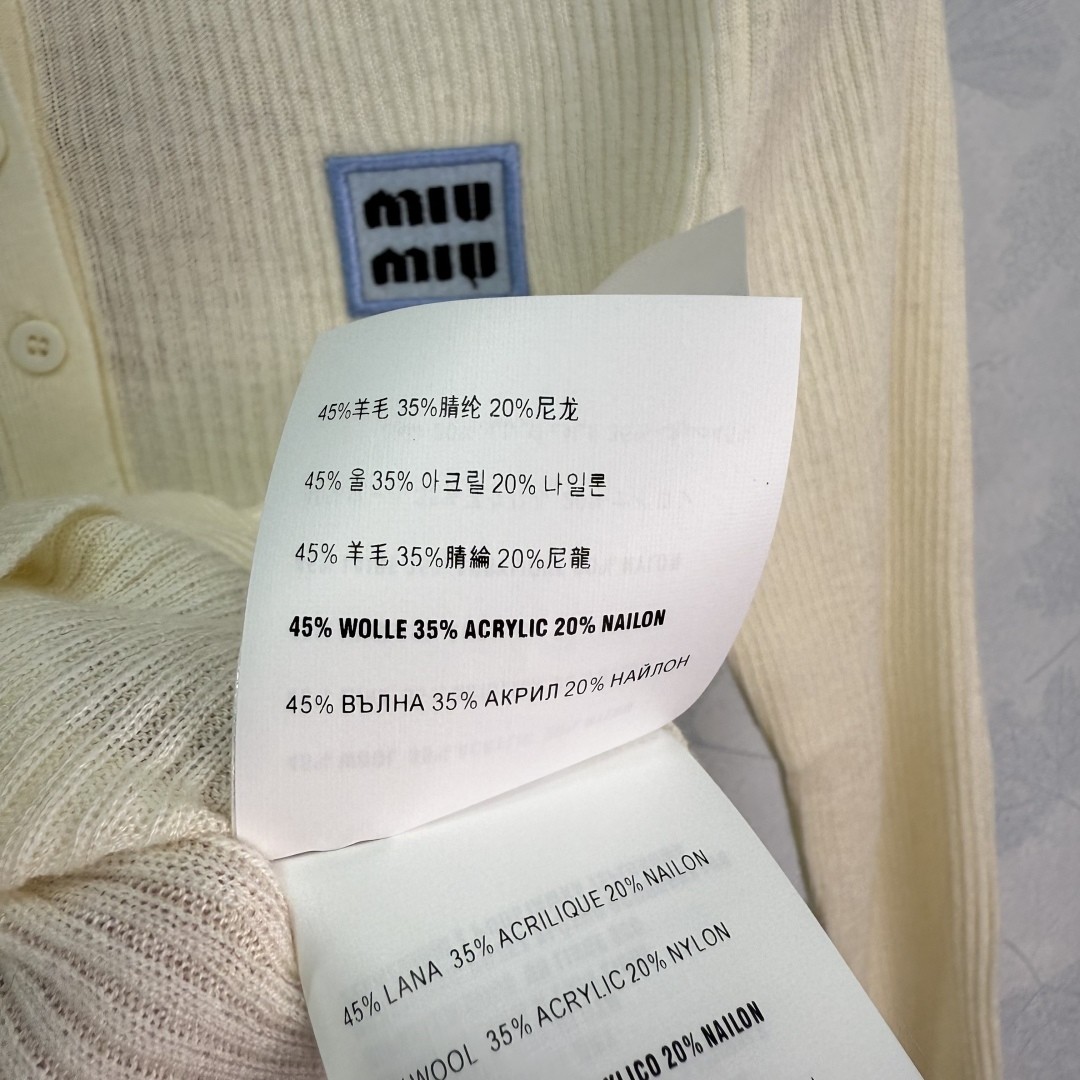 MIU
MIU
45%羊毛 35%腈纶 20%尼龙
45% 울 35% 아크릴 20% 나일론
45% 羊毛 35%腈綸 20%尼龍
45% WOLLE 35% ACRYLIC 20% NAILON
45% ВЪЛНА 35% АКРИЛ 20% НАЙЛОН
45% LANA 35% ACRILIQUE 20% NAILON
WOOL 35% ACRYLIC 20% NYLON
20% NAILON